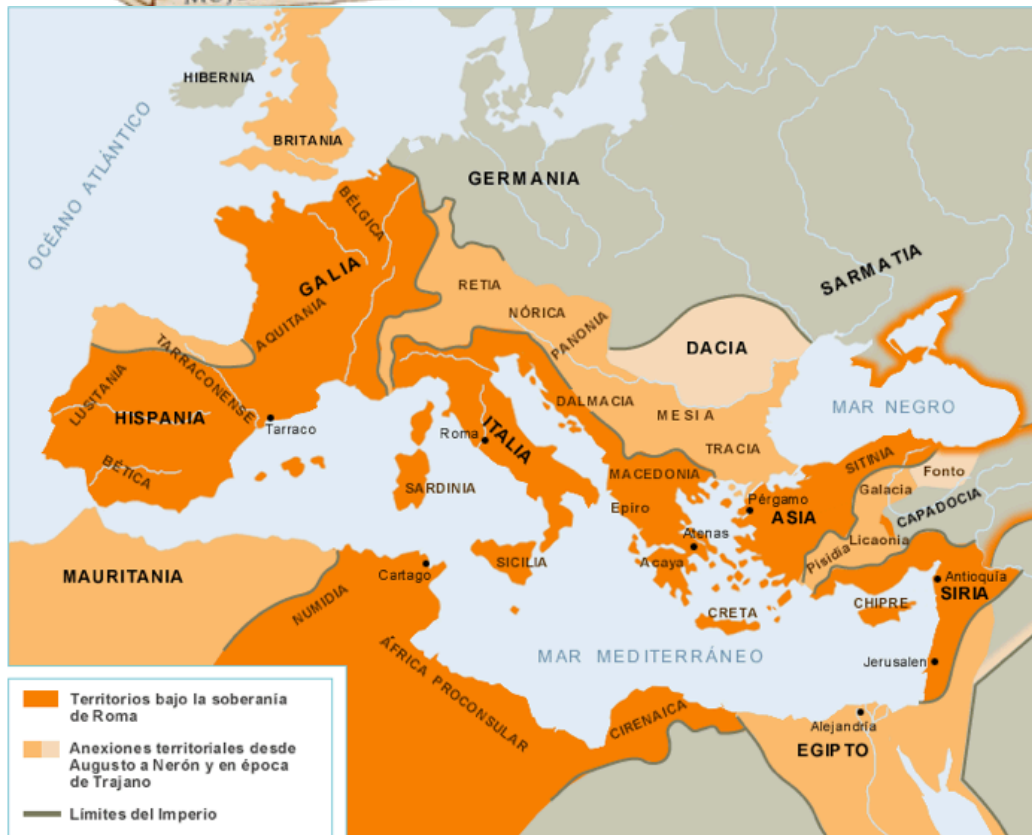 HIBERNIA
BRITANIA
OCÉANO ATLÁNTICO
GERMANIA
BÉLGICA
GALIA
SARMATIA
RETIA
NÓRICA
AQUITANIA
PANONIA
DACIA
TARRACONENSE
LUSITANIA
HISPANIA
Tarraco
DALMACIA
MESIA
MAR NEGRO
Roma
ITALIA
TRACIA
BÉTICA
SARDINIA
MACEDONIA
SITINIA
Fonto
Galacia
Epiro
Pérgamo
ASIA
CAPADOCIA
Atenas
Licaonia
Pisidia
MAURITANIA
Cartago
SICILIA
Acaya
Antioquía
NUMIDIA
CRETA
CHIPRE
SIRIA
MAR MEDITERRÁNEO
Jerusalen
ÁFRICA PROCONSULAR
CIRENAICA
Alejandría
EGIPTO
Territorios bajo la soberanía
de Roma
Anexiones territoriales desde
Augusto a Nerón y en época
de Trajano
Límites del Imperio